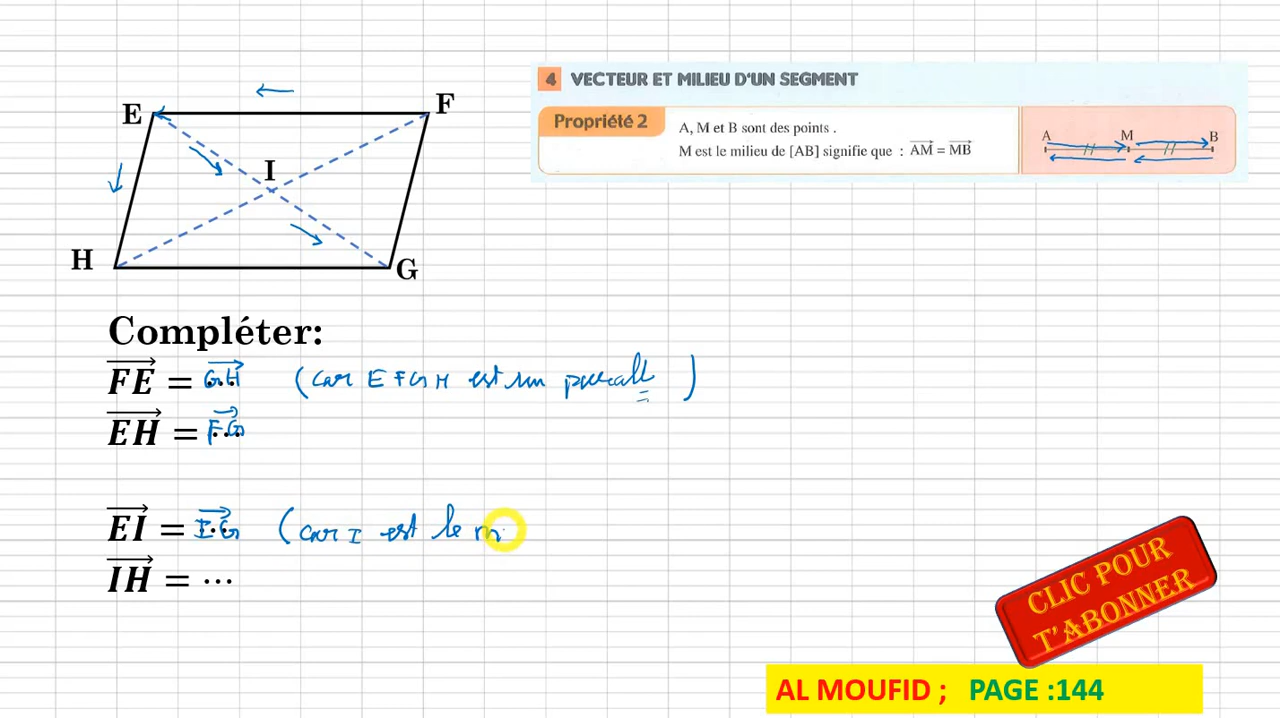 E
F
I
H
G
4 VECTEUR ET MILIEU D'UN SEGMENT
Propriété 2
A, M et B sont des points .
M est le milieu de [AB] signifie que : AM = MB
A M B
Compléter:
FE = GH (car EFGH est un parall )
EH = FG
EI = IG (car I est le m
IH = ...
CLIC POUR
T'ABONNER
AL MOUFID ; PAGE :144